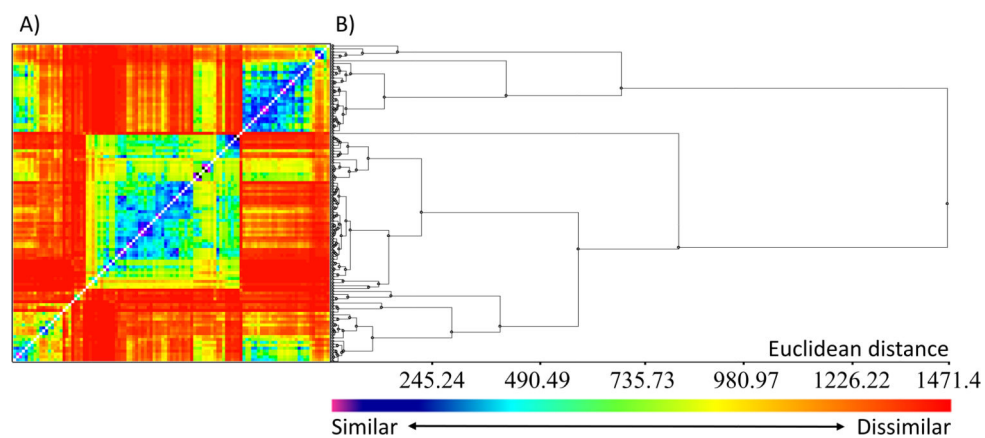 A) B)
Euclidean distance
245.24 490.49 735.73 980.97 1226.22 1471.4
Similar Dissimilar